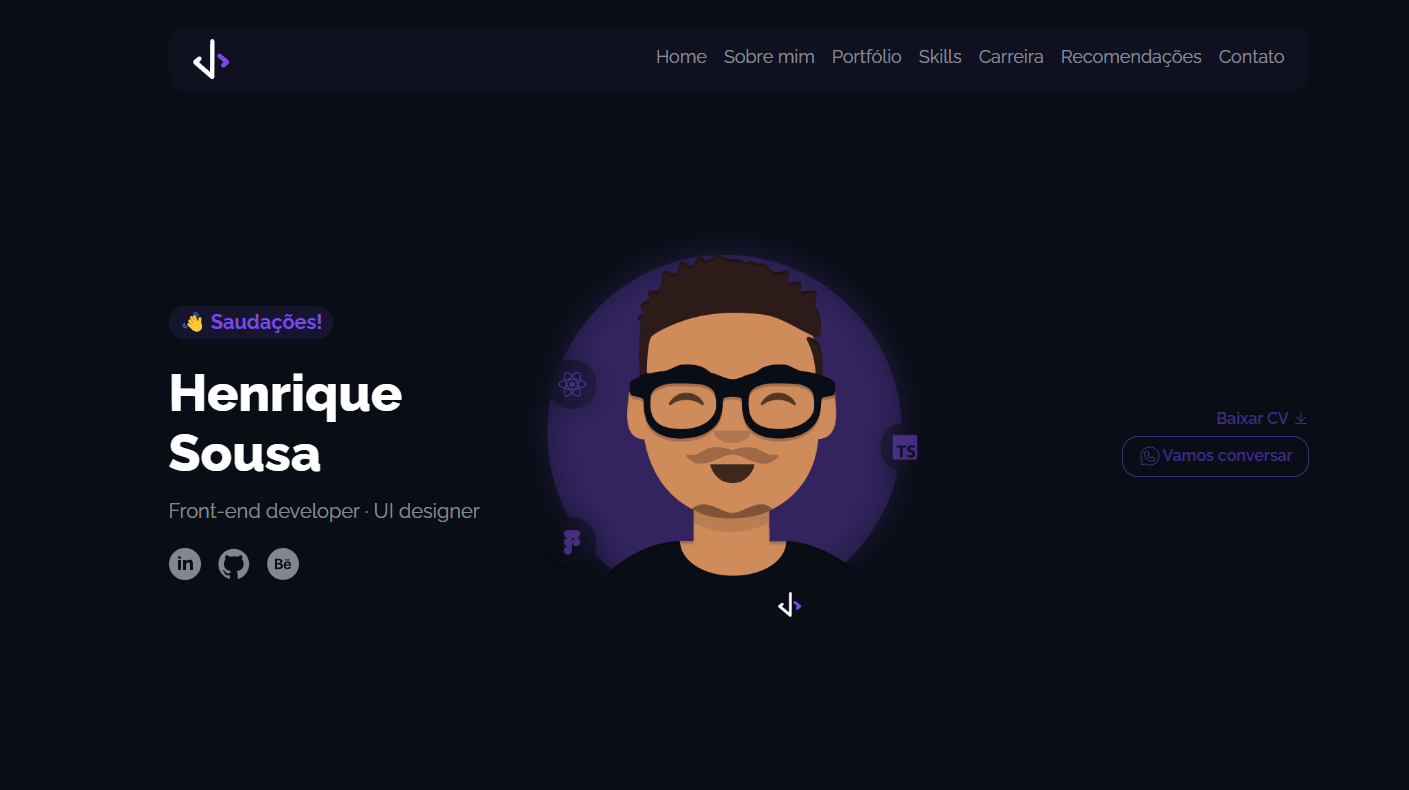 Home Sobre mim Portfólio Skills Carreira Recomendações Contato
👋 Saudações!
Henrique
Sousa
Front-end developer · UI designer
in
Bē
TS
Baixar CV
Vamos conversar